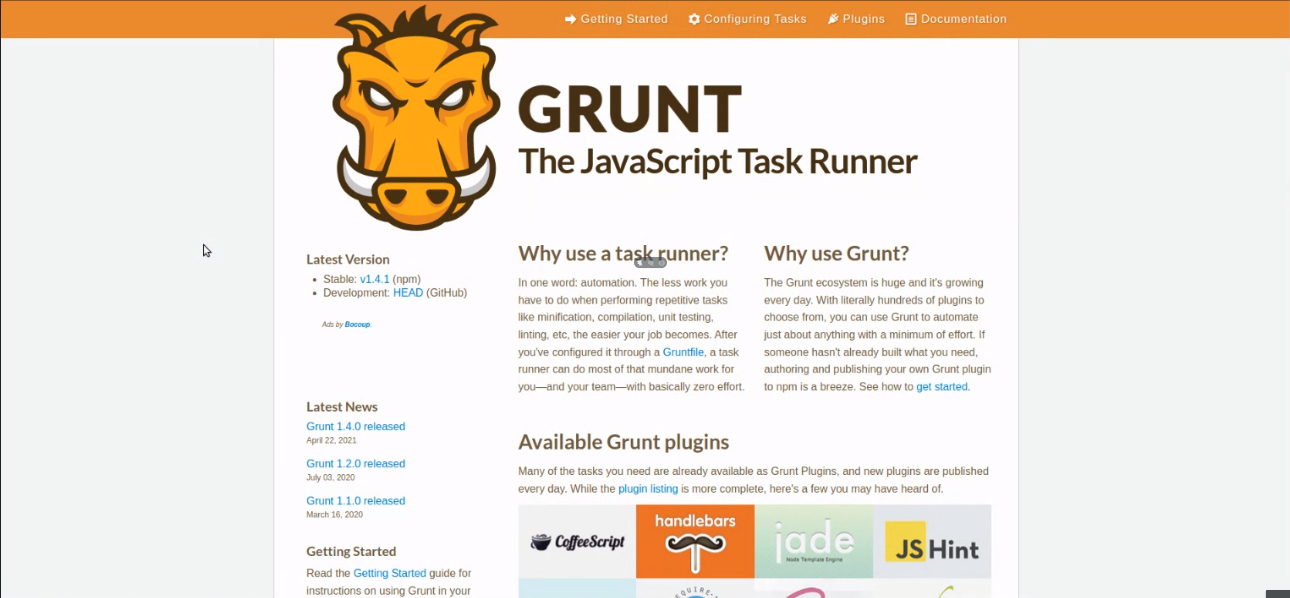 Getting Started Configuring Tasks Plugins Documentation
GRUNT
The JavaScript Task Runner
Latest Version
Stable: v1.4.1 (npm)
Development: HEAD (GitHub)
Ads by Bocoup.
Latest News
Grunt 1.4.0 released
April 22, 2021
Grunt 1.2.0 released
July 03, 2020
Grunt 1.1.0 released
March 16, 2020
Getting Started
Read the Getting Started guide for
instructions on using Grunt in your
Why use a task runner?
In one word: automation. The less work you
have to do when performing repetitive tasks
like minification, compilation, unit testing,
linting, etc, the easier your job becomes. After
you've configured it through a Gruntfile, a task
runner can do most of that mundane work for
you—and your team—with basically zero effort.
Why use Grunt?
The Grunt ecosystem is huge and it's growing
every day. With literally hundreds of plugins to
choose from, you can use Grunt to automate
just about anything with a minimum of effort. If
someone hasn't already built what you need,
authoring and publishing your own Grunt plugin
to npm is a breeze. See how to get started.
Available Grunt plugins
Many of the tasks you need are already available as Grunt Plugins, and new plugins are published
every day. While the plugin listing is more complete, here's a few you may have heard of.
CoffeeScript
handlebars
jade
Node Template Engine
JS Hint